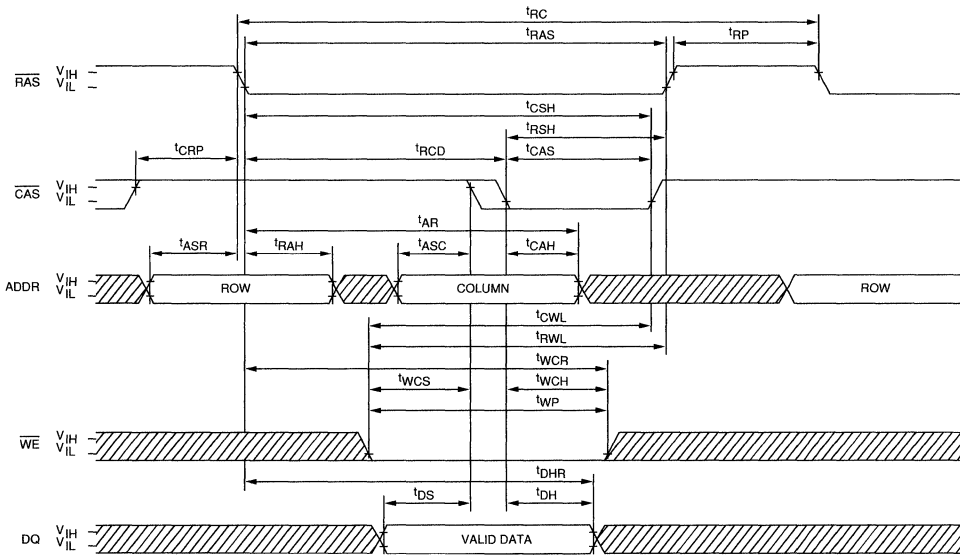 tRC
tRAS
tRP
RAS VIH VIL
tCSH
tRSH
tCRP
tRCD
tCAS
CAS VIH VIL
tAR
tASR
tRAH
tASC
tCAH
ADDR VIH VIL ROW COLUMN ROW
tCWL
tRWL
tWCR
tWCS
tWCH
tWP
WE VIH VIL
tDHR
tDS
tDH
DQ VIH VIL VALID DATA